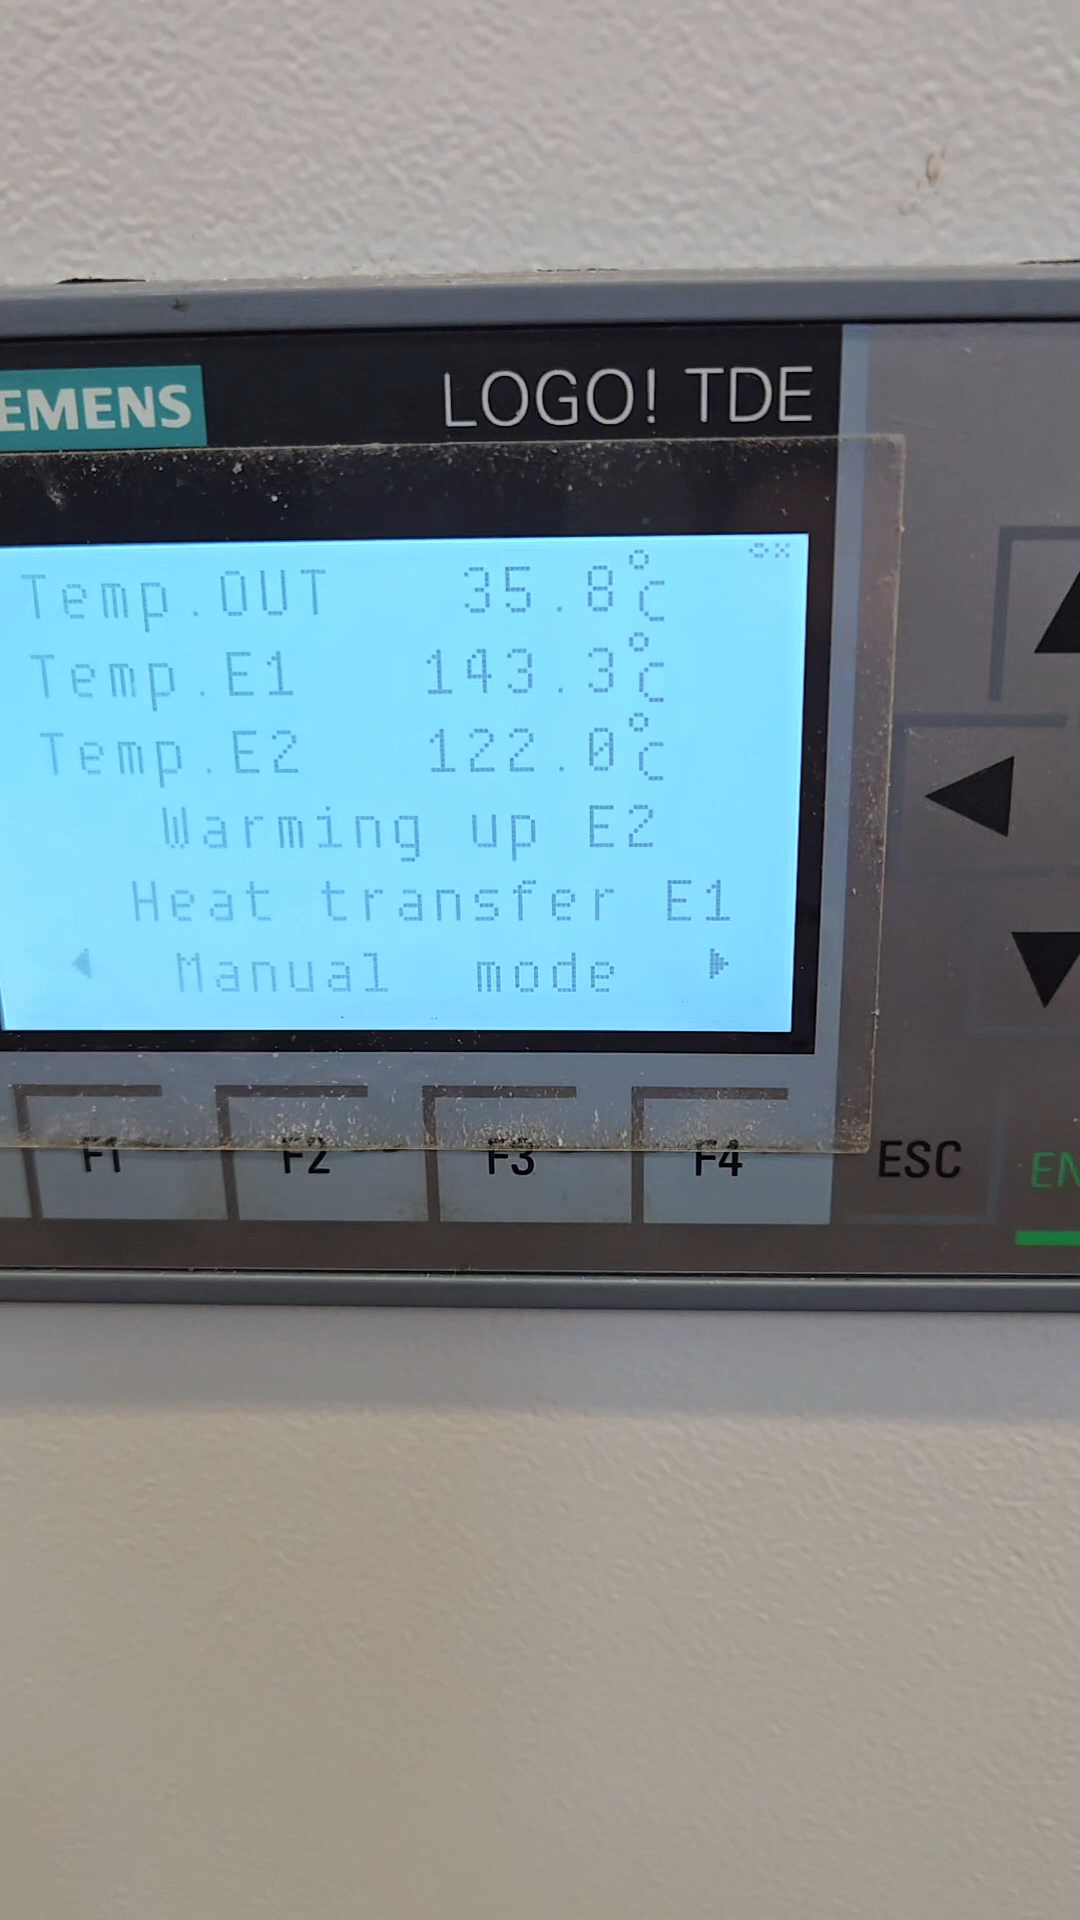 EMENS
LOGO! TDE
Temp.OUT 35.8°C
Temp.E1 143.3°C
Temp.E2 122.0°C
Warming up E2
Heat transfer E1
Manual mode
F1 F2 F3 F4 ESC EN